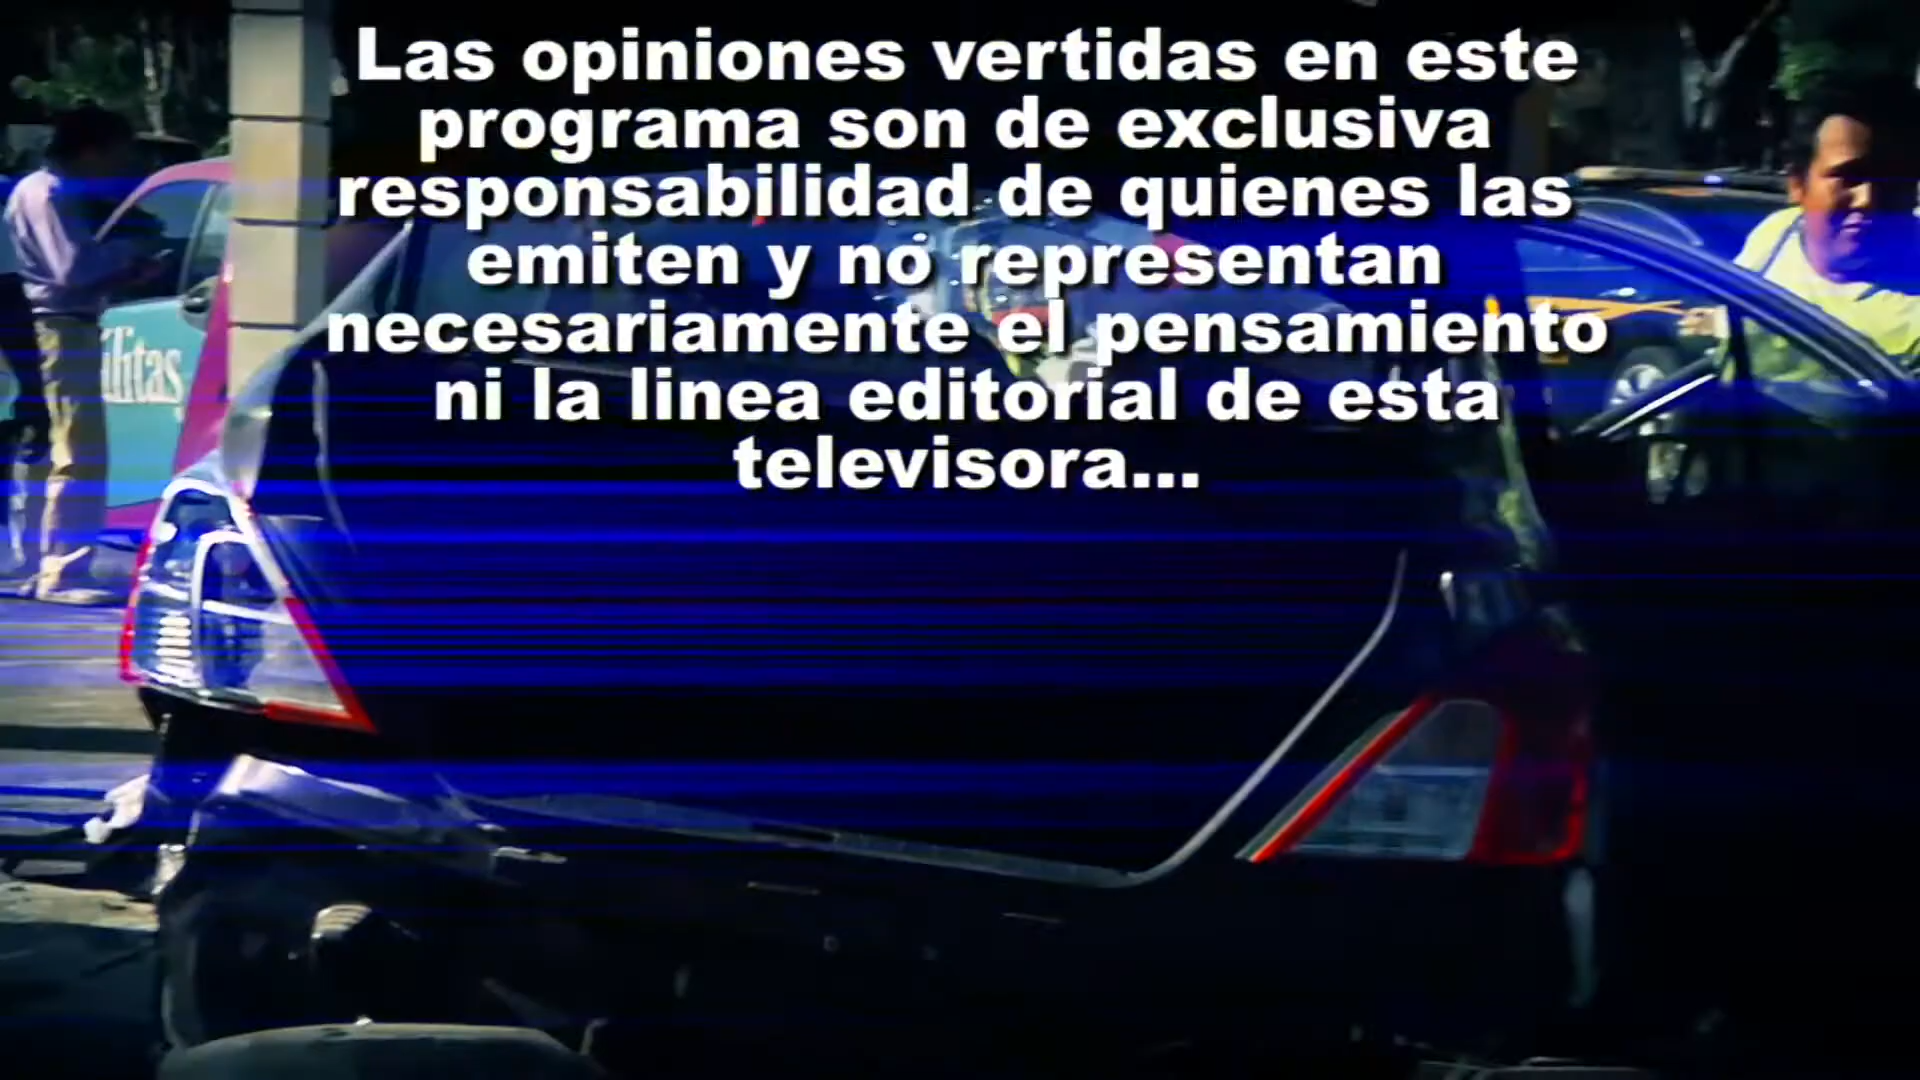 Las opiniones vertidas en este
programa son de exclusiva
responsabilidad de quienes las
emiten y no representan
necesariamente el pensamiento
ni la linea editorial de esta
televisora...